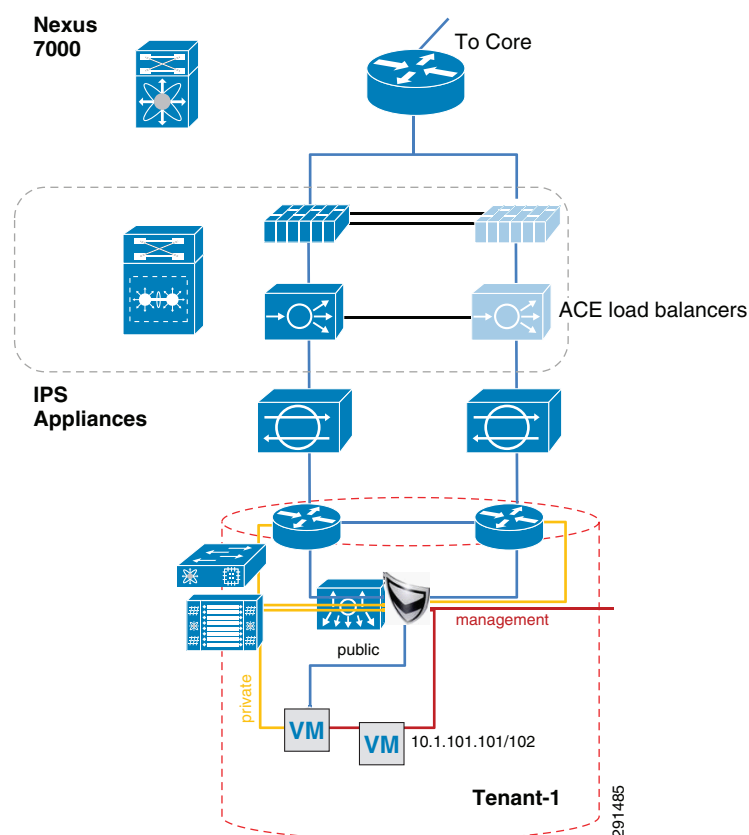 Nexus
7000
To Core
ACE load balancers
IPS
Appliances
management
public
private
VM
VM
10.1.101.101/102
Tenant-1
291485